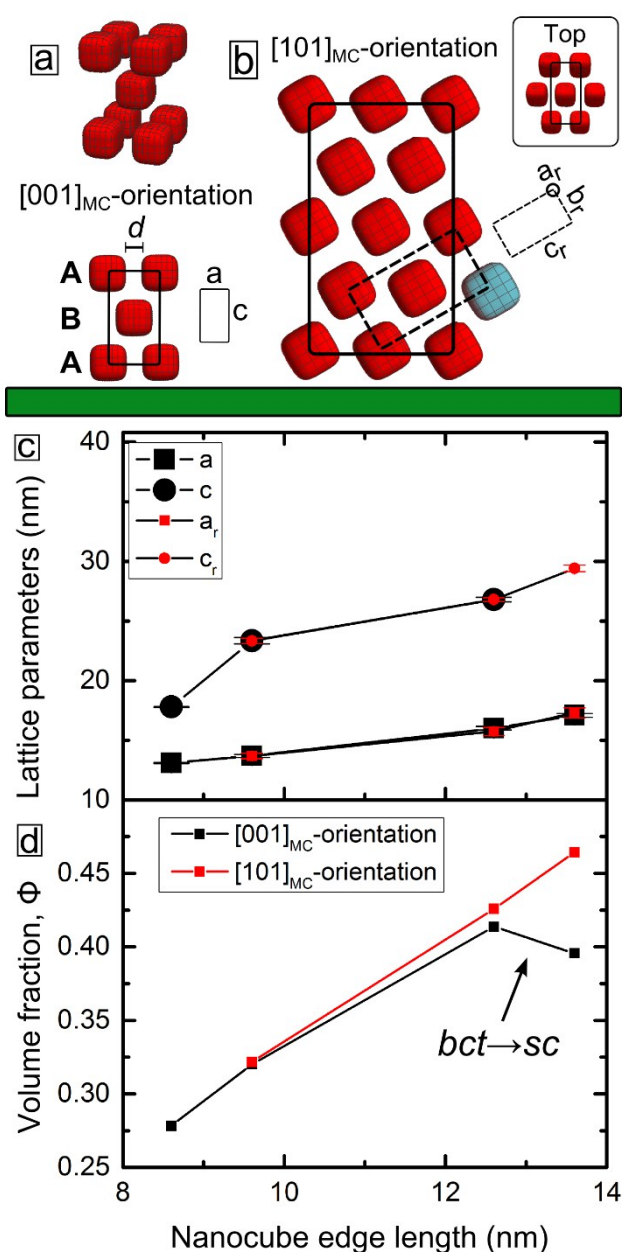 a
b
[101]MC-orientation
Top
[001]MC-orientation
d
A
B
A
a
c
ar
br
cr
c
Lattice parameters (nm)
40
30
20
10
a
c
ar
cr
d
Volume fraction, Φ
0.45
0.40
0.35
0.30
0.25
[001]MC-orientation
[101]MC-orientation
bct→sc
8
10
12
14
Nanocube edge length (nm)